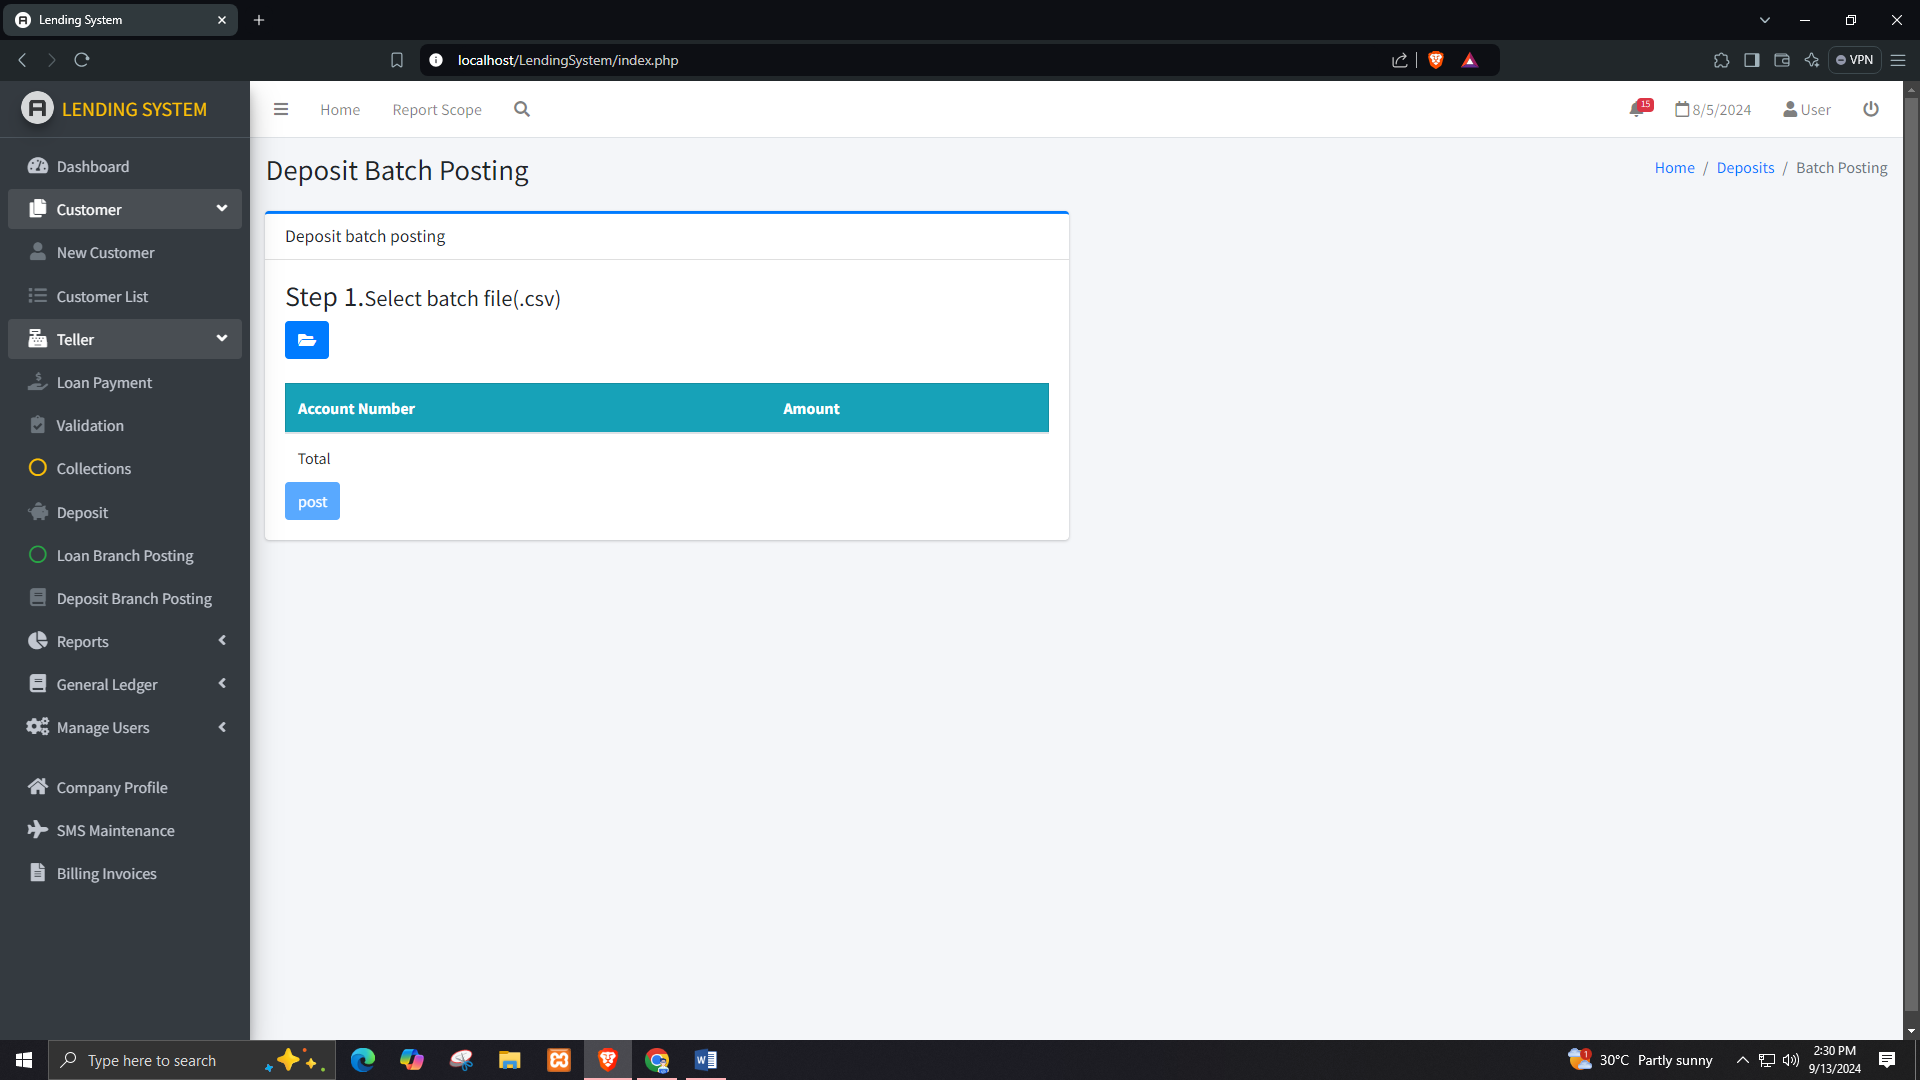 Lending System
localhost/LendingSystem/index.php
VPN
LENDING SYSTEM
Home
Report Scope
15
8/5/2024
User
Dashboard
Customer
New Customer
Customer List
Teller
Loan Payment
Validation
Collections
Deposit
Loan Branch Posting
Deposit Branch Posting
Reports
General Ledger
Manage Users
Company Profile
SMS Maintenance
Billing Invoices
Deposit Batch Posting
Home / Deposits / Batch Posting
Deposit batch posting
Step 1.Select batch file(.csv)
Account Number Amount
Total
post
Type here to search
1
30°C Partly sunny
2:30 PM
9/13/2024